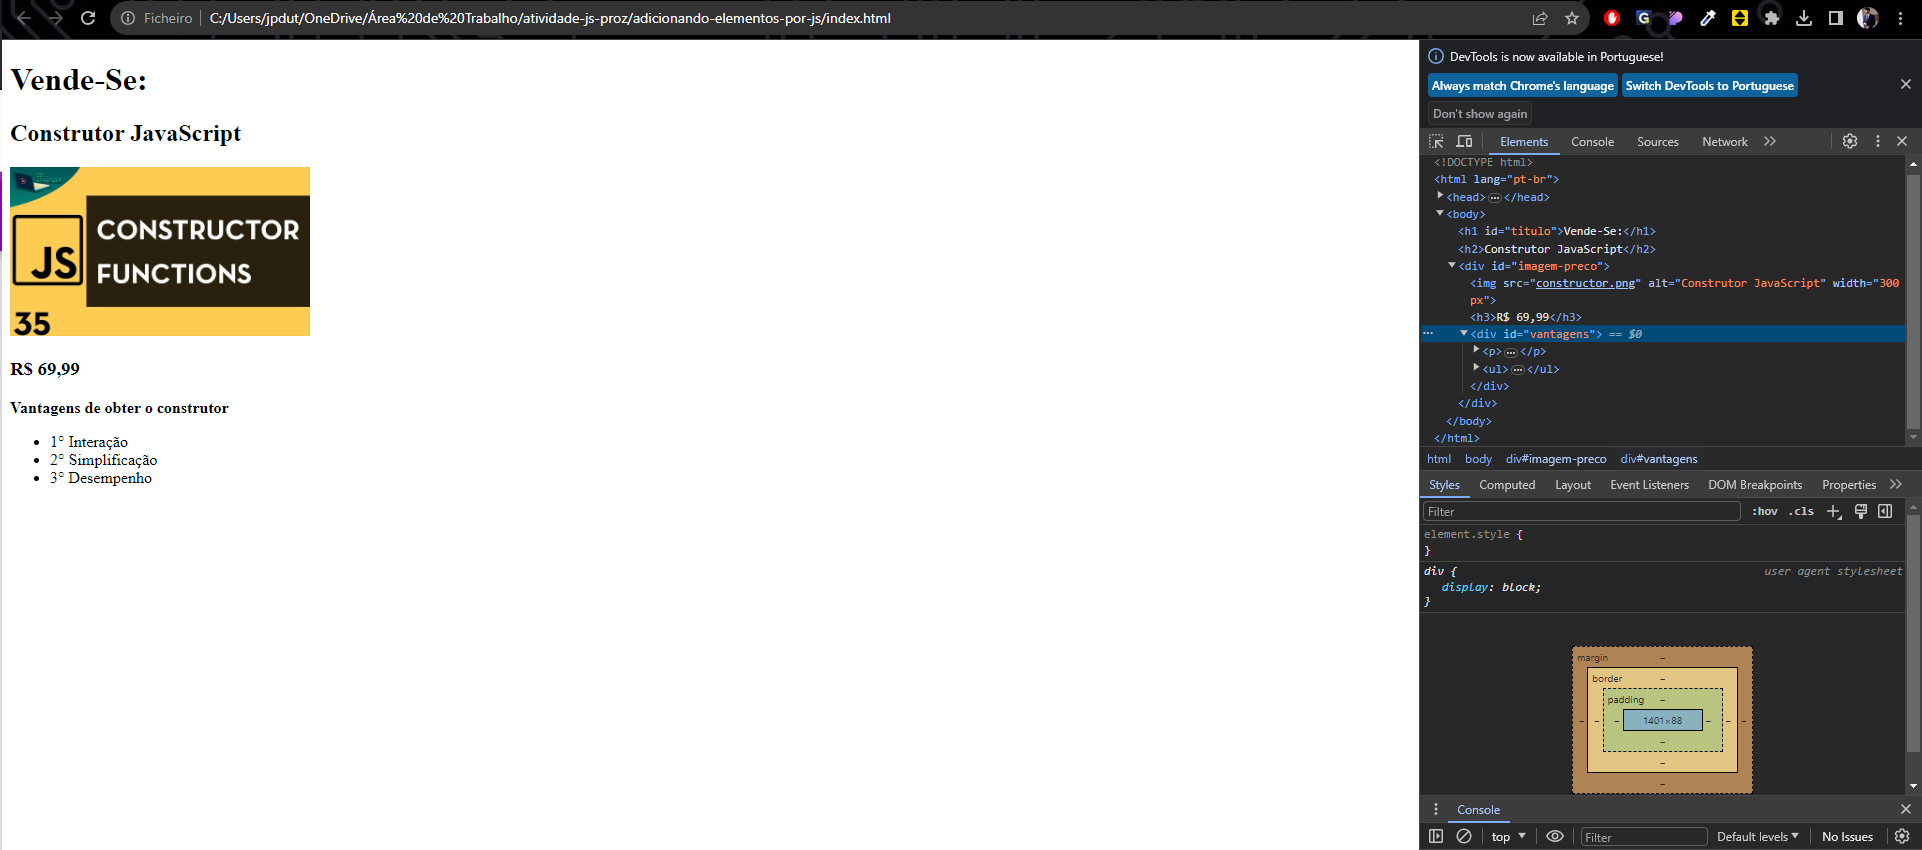 Ficheiro C:/Users/jpdut/OneDrive/Área%20de%20Trabalho/atividade-js-proz/adicionando-elementos-por-js/index.html
Vende-Se:
Construtor JavaScript
JS
CONSTRUCTOR
FUNCTIONS
35
R$ 69,99
Vantagens de obter o construtor
1° Interação
2° Simplificação
3° Desempenho
DevTools is now available in Portuguese!
Always match Chrome's language Switch DevTools to Portuguese
Don't show again
Elements Console Sources Network
<!DOCTYPE html>
<html lang="pt-br">
<head> … </head>
<body>
<h1 id="titulo">Vende-Se:</h1>
<h2>Construtor JavaScript</h2>
<div id="imagem-preco">
<img src="constructor.png" alt="Construtor JavaScript" width="300
px">
<h3>R$ 69,99</h3>
<div id="vantagens"> == $0
<p> … </p>
<ul> … </ul>
</div>
</div>
</body>
</html>
html body div#imagem-preco div#vantagens
Styles Computed Layout Event Listeners DOM Breakpoints Properties
Filter :hov .cls
element.style {
}
div { user agent stylesheet
display: block;
}
margin –
border –
padding –
– – – 1401×88 – – –
–
–
–
Console
top Filter Default levels No Issues